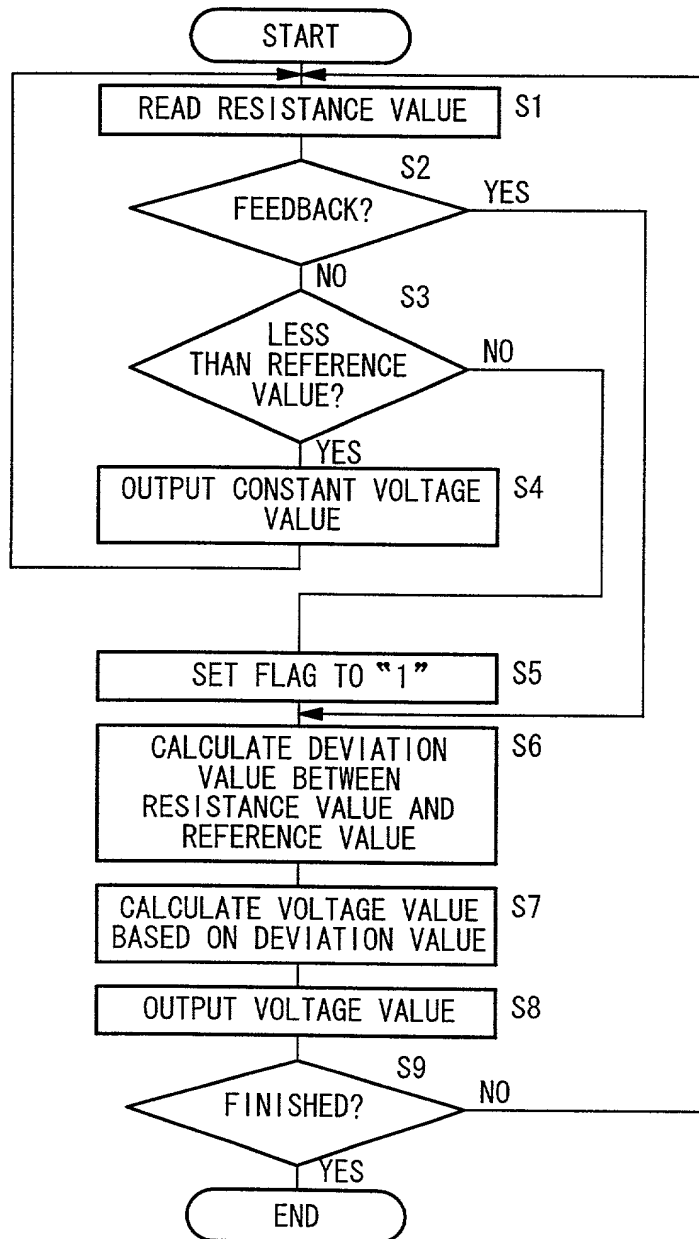 START
READ RESISTANCE VALUE
S1
S2
FEEDBACK?
YES
NO
S3
LESS
THAN REFERENCE
VALUE?
NO
YES
OUTPUT CONSTANT VOLTAGE
VALUE
S4
SET FLAG TO “1”
S5
CALCULATE DEVIATION
VALUE BETWEEN
RESISTANCE VALUE AND
REFERENCE VALUE
S6
CALCULATE VOLTAGE VALUE
BASED ON DEVIATION VALUE
S7
OUTPUT VOLTAGE VALUE
S8
S9
FINISHED?
NO
YES
END